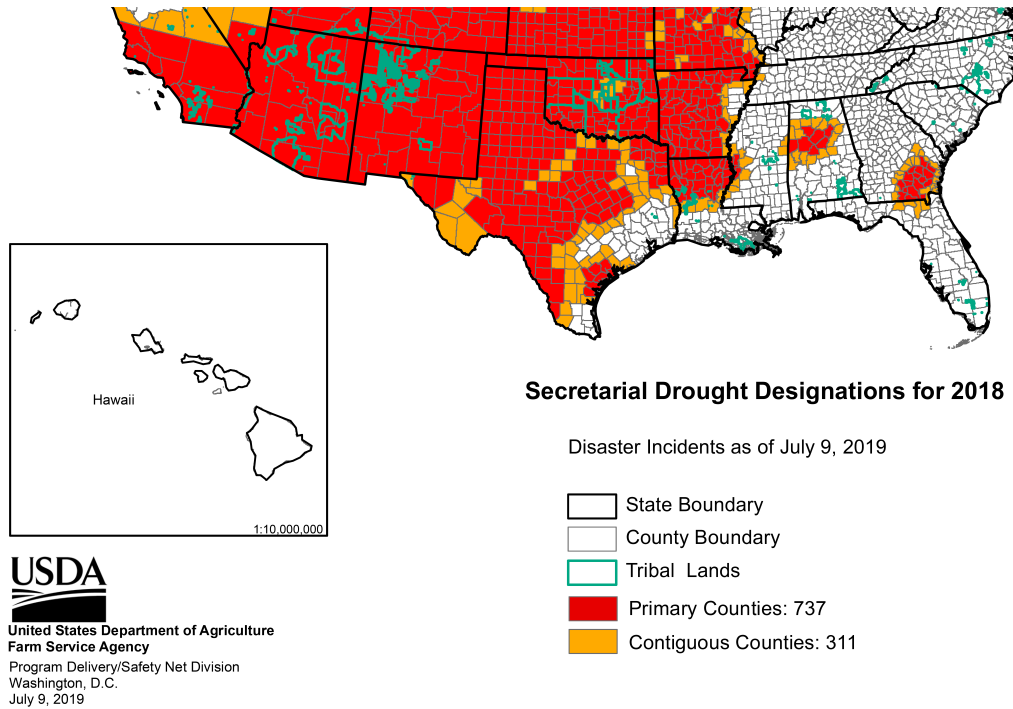 Hawaii
1:10,000,000
Secretarial Drought Designations for 2018
Disaster Incidents as of July 9, 2019
State Boundary
County Boundary
Tribal Lands
Primary Counties: 737
Contiguous Counties: 311
USDA
United States Department of Agriculture
Farm Service Agency
Program Delivery/Safety Net Division
Washington, D.C.
July 9, 2019